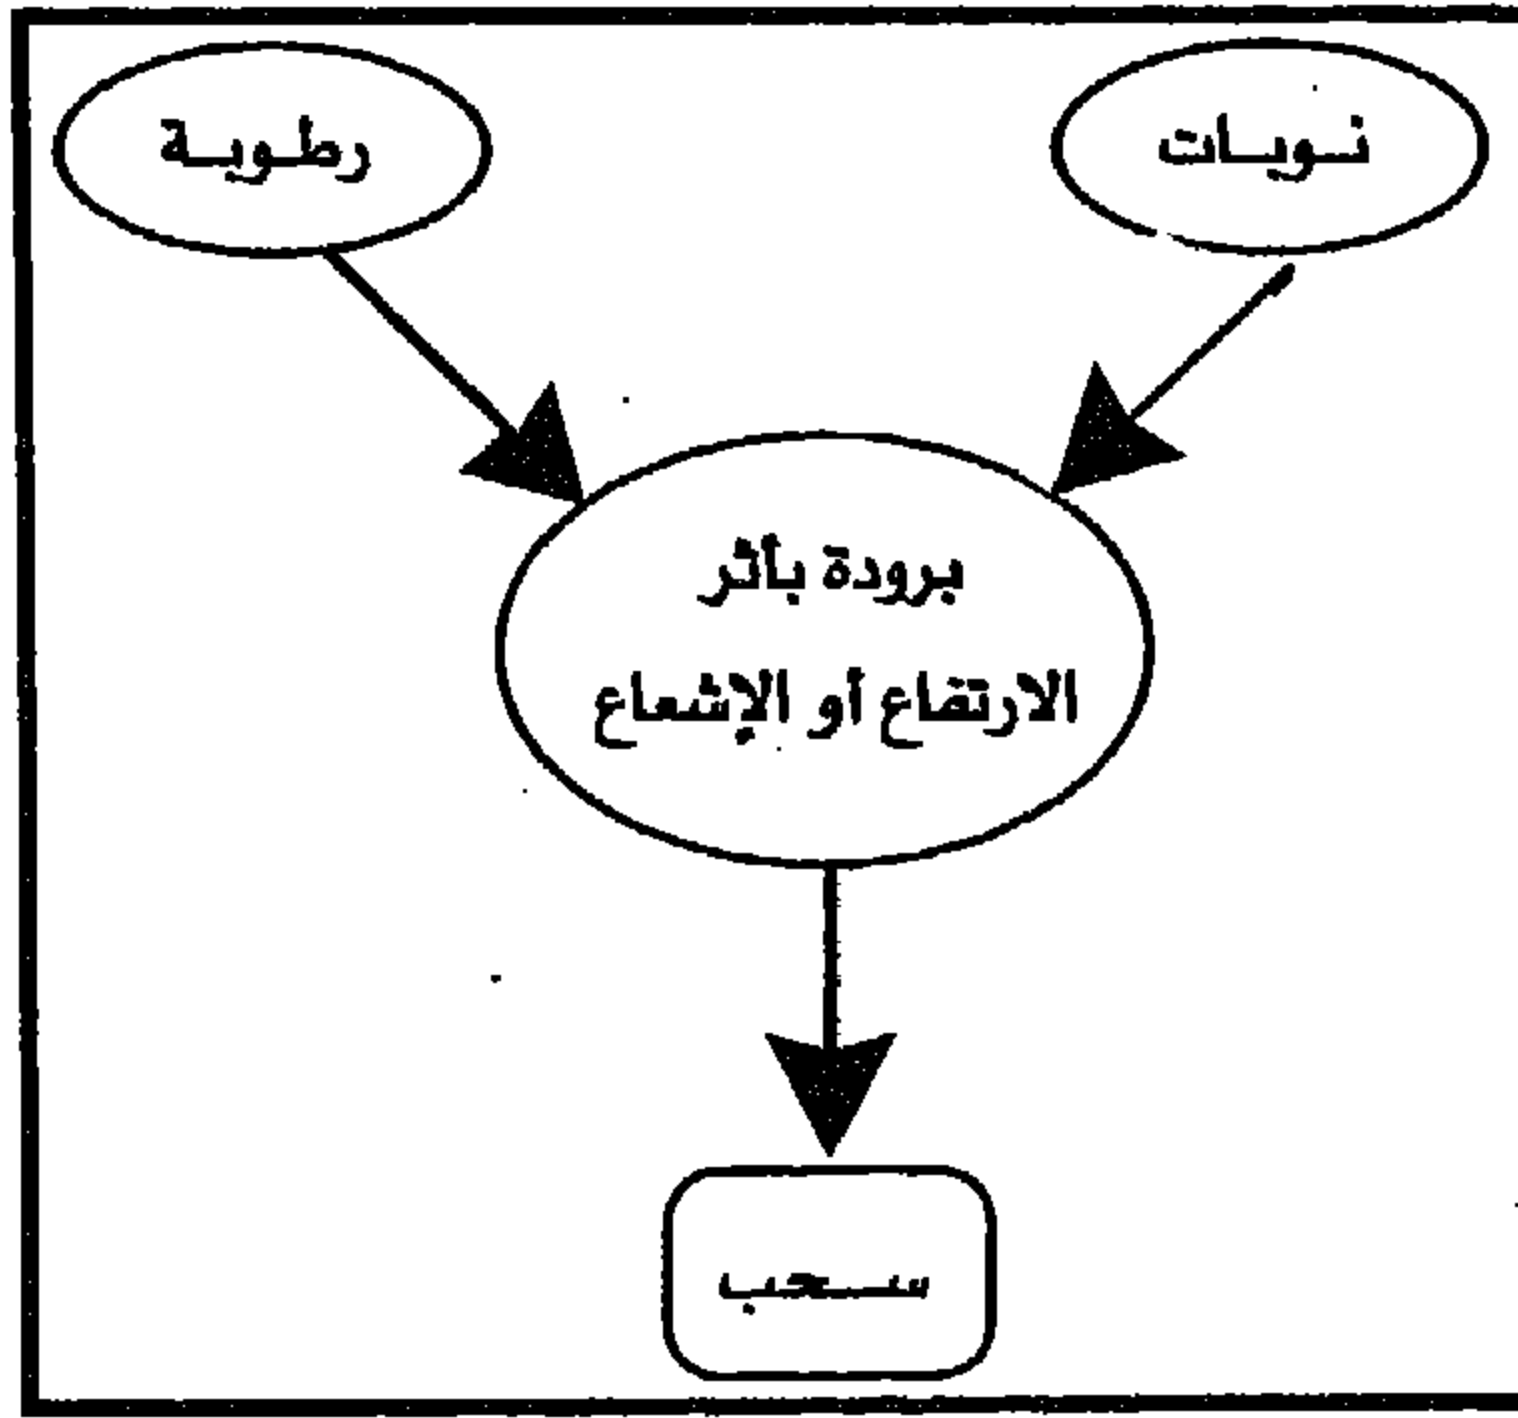 نويات
رطوبة
برودة بأثر
الارتفاع أو الإشعاع
سحب